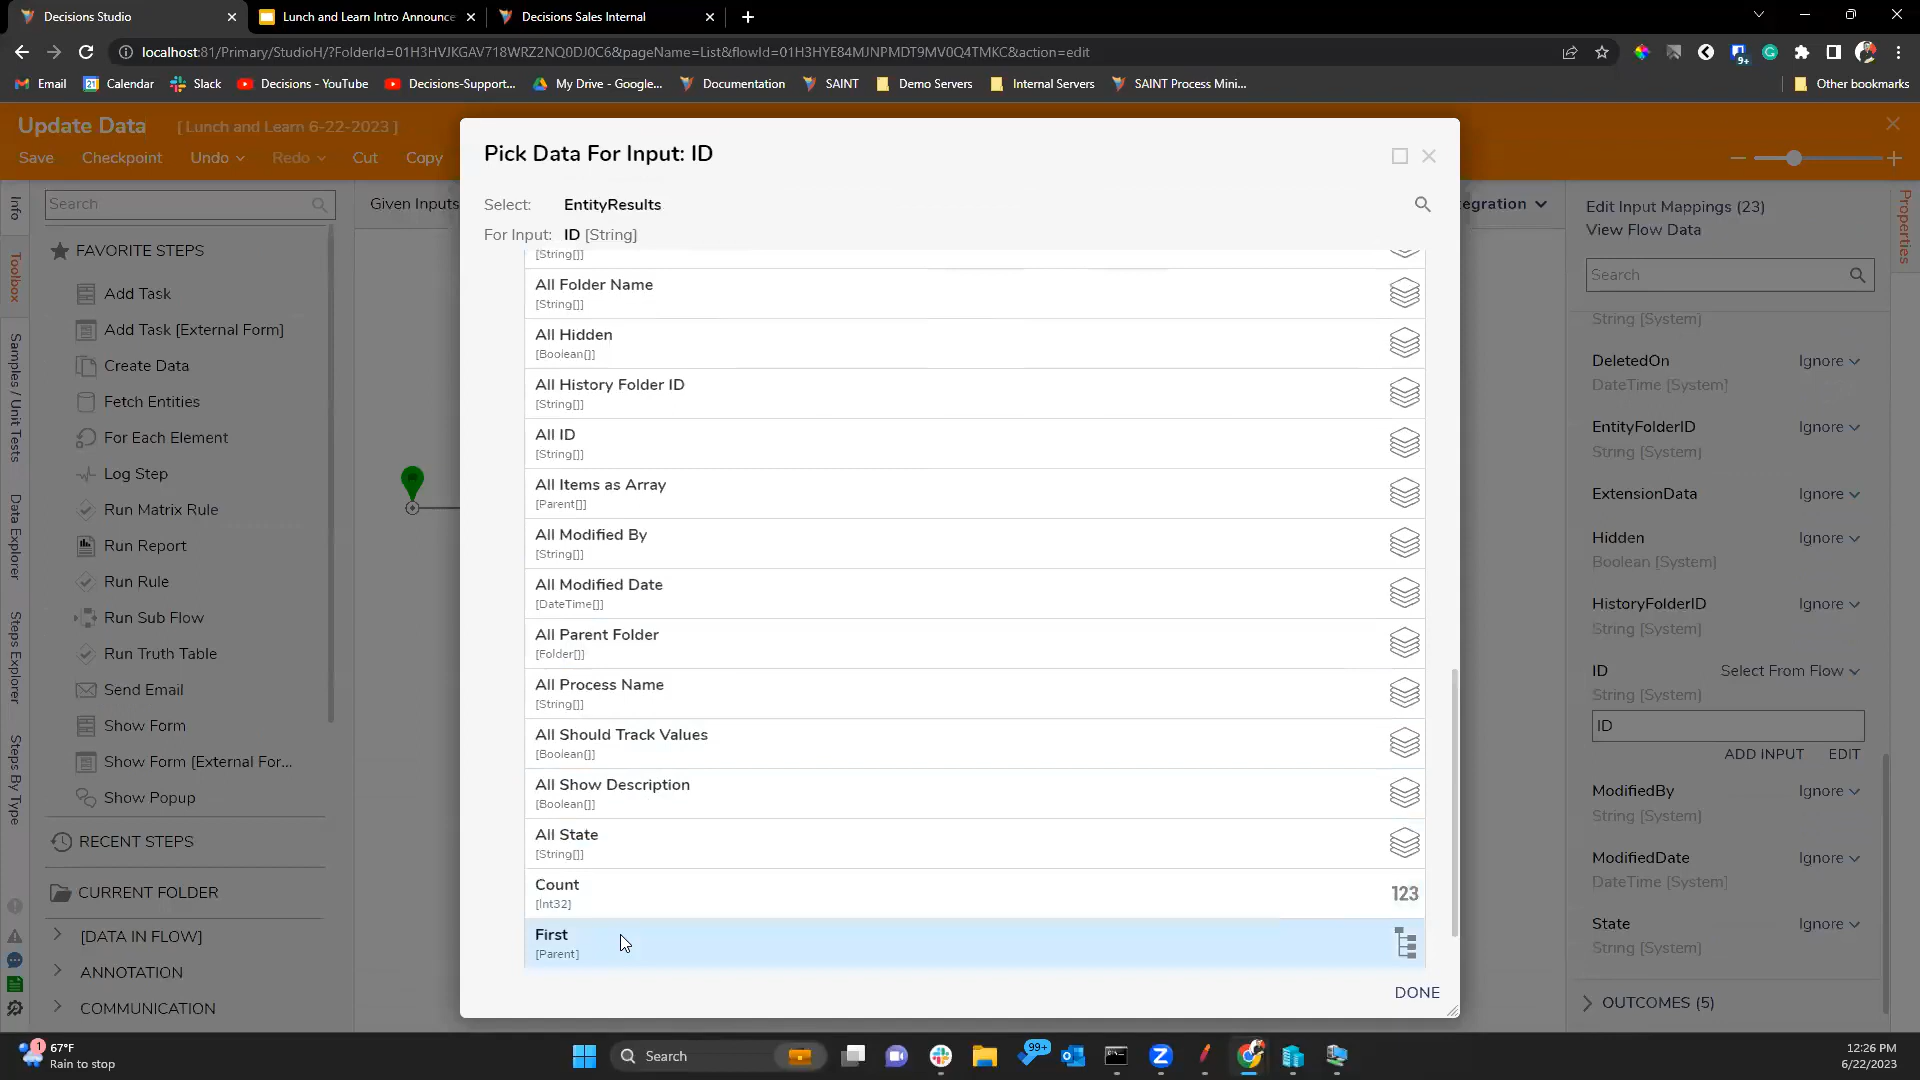 Decisions Studio
Lunch and Learn Intro Announce
Decisions Sales Internal
localhost:81/Primary/StudioH/?FolderId=01H3HVJKGAV718WRZ2NQ0DJ0C6&pageName=List&flowId=01H3HYE84MJNPMDT9MV0Q4TMKC&action=edit
9+
Email
31
Calendar
Slack
Decisions - YouTube
Decisions-Support...
My Drive - Google...
Documentation
SAINT
Demo Servers
Internal Servers
SAINT Process Mini...
Other bookmarks
Update Data
[ Lunch and Learn 6-22-2023 ]
Save
Checkpoint
Undo
Redo
Cut
Copy
Info
Toolbox
Samples / Unit Tests
Data Explorer
Steps Explorer
Steps By Type
Search
FAVORITE STEPS
Add Task
Add Task [External Form]
Create Data
Fetch Entities
For Each Element
Log Step
Run Matrix Rule
Run Report
Run Rule
Run Sub Flow
Run Truth Table
Send Email
Show Form
Show Form [External For...
Show Popup
RECENT STEPS
CURRENT FOLDER
[DATA IN FLOW]
ANNOTATION
COMMUNICATION
Given Inputs
Pick Data For Input: ID
Select: EntityResults
For Input: ID [String]
[String[]]
All Folder Name
[String[]]
All Hidden
[Boolean[]]
All History Folder ID
[String[]]
All ID
[String[]]
All Items as Array
[Parent[]]
All Modified By
[String[]]
All Modified Date
[DateTime[]]
All Parent Folder
[Folder[]]
All Process Name
[String[]]
All Should Track Values
[Boolean[]]
All Show Description
[Boolean[]]
All State
[String[]]
Count
[Int32]
123
First
[Parent]
DONE
egration
Properties
Edit Input Mappings (23)
View Flow Data
Search
String [System]
DeletedOn
Ignore
DateTime [System]
EntityFolderID
Ignore
String [System]
ExtensionData
Ignore
Hidden
Ignore
Boolean [System]
HistoryFolderID
Ignore
String [System]
ID
Select From Flow
String [System]
ID
ADD INPUT
EDIT
ModifiedBy
Ignore
String [System]
ModifiedDate
Ignore
DateTime [System]
State
Ignore
String [System]
OUTCOMES (5)
1
67°F
Rain to stop
Search
99+
12:26 PM
6/22/2023